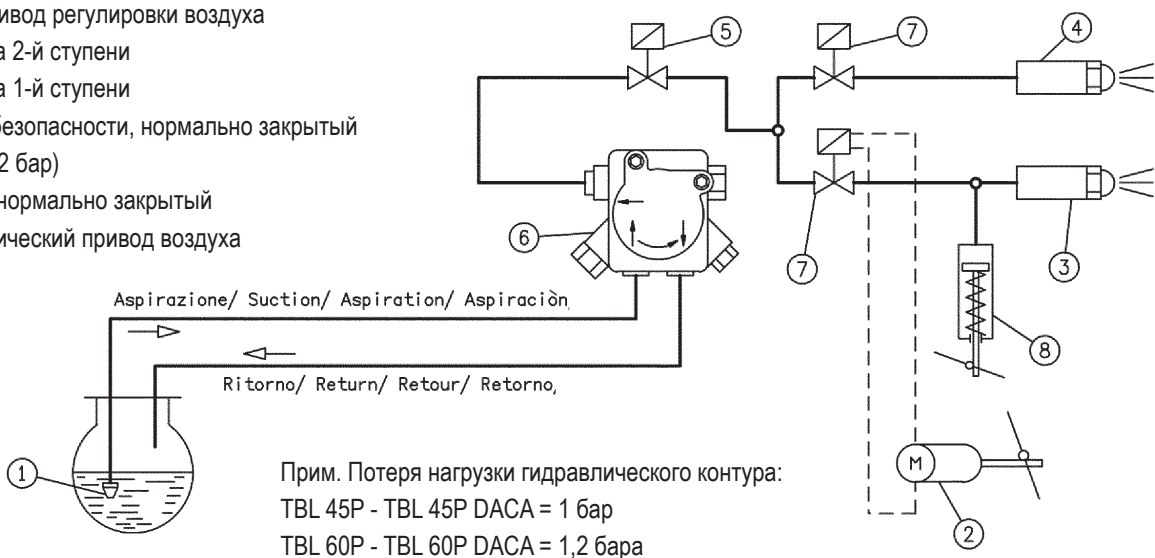 ивод регулировки воздуха
а 2-й ступени
а 1-й ступени
безопасности, нормально закрытый
2 бар)
нормально закрытый
ический привод воздуха
5
7
4
6
7
3
8
Aspirazione/ Suction/ Aspiration/ Aspiraciòn,
Ritorno/ Return/ Retour/ Retorno,
1
M
2
Прим. Потеря нагрузки гидравлического контура:
TBL 45P - TBL 45P DACA = 1 бар
TBL 60P - TBL 60P DACA = 1,2 бара